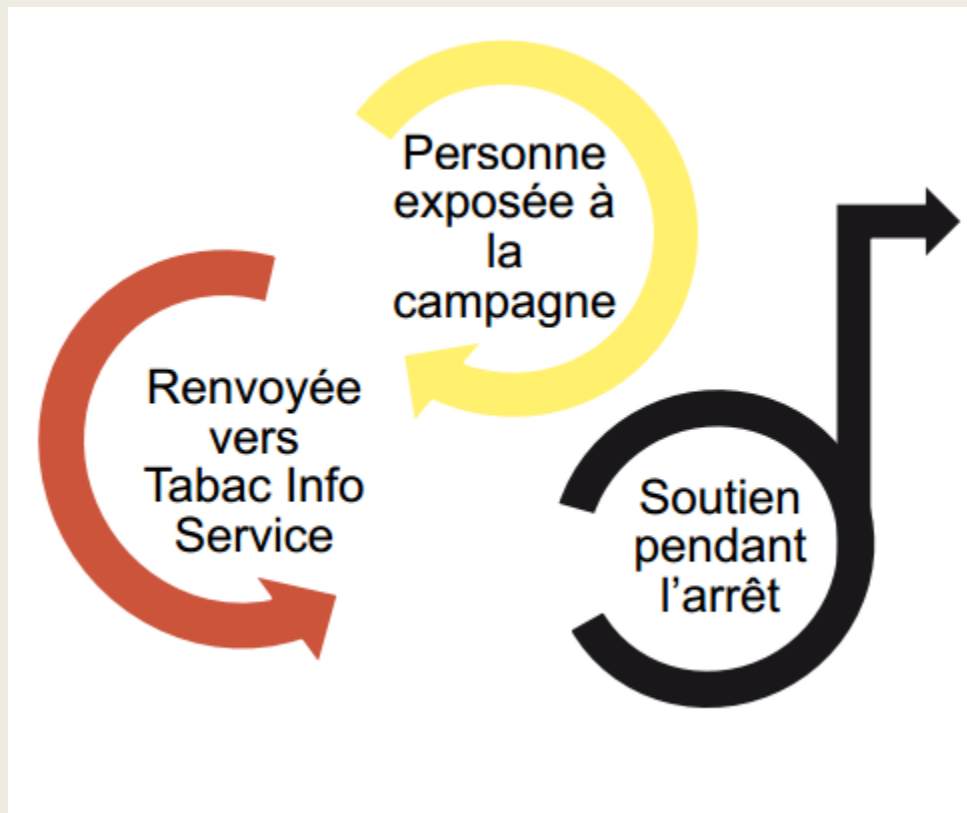 Personne
exposée à
la
campagne
Renvoyée
vers
Tabac Info
Service
Soutien
pendant
l'arrêt